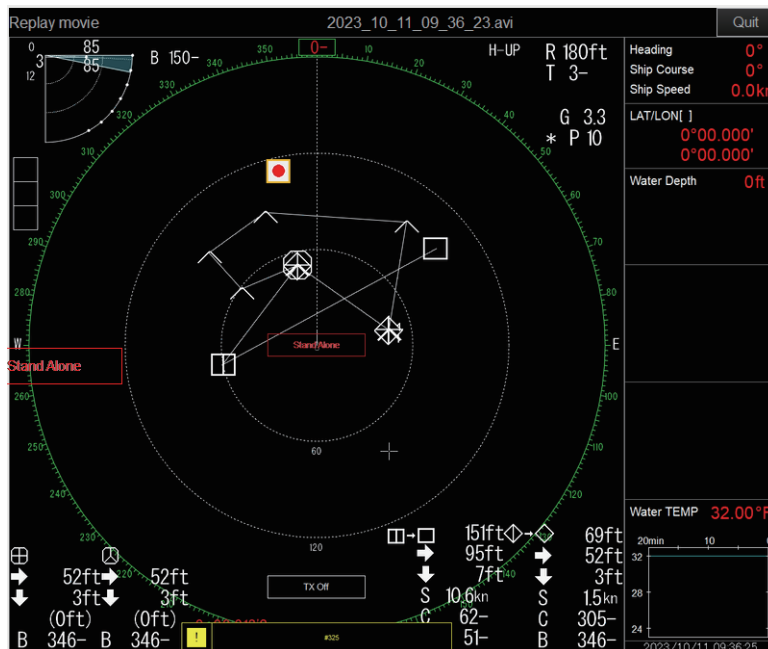 Replay movie 2023_10_11_09_36_23.avi Quit
0 85
3 85
12
B 150-
350 0- 10
340 20
330 30
320 40
310 50
300 60
290 70
280 80
W E
260 100
250 110
240 120
230
220
140
H-UP R 180ft
T 3-
G 3.3
* P 10
Heading 0°
Ship Course 0°
Ship Speed 0.0kn
LAT/LON[ ]
0°00.000'
0°00.000'
Water Depth 0ft
Stand Alone
Stand Alone
60
120
TX Off
52ft 52ft
3ft 3ft
(0ft) (0ft)
B 346- B 346-
! #325
151ft 69ft
95ft 52ft
7ft 3ft
S 10.6kn S 1.5kn
C 62- C 305-
51- B 346-
Water TEMP 32.00°F
20min 10 0
32
28
24
2023/10/11 09:36:25